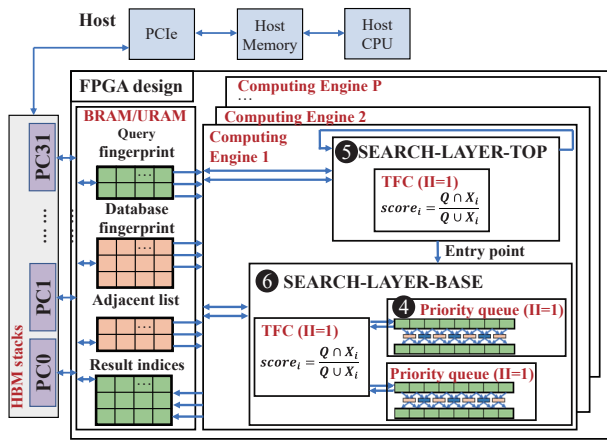 Host
PCIe
Host
Memory
Host
CPU
FPGA design
Computing Engine P
...
Computing Engine 2
Computing
Engine 1
BRAM/URAM
Query
fingerprint
...
Database
fingerprint
...
Adjacent list
...
Result indices
...
HBM stacks
PC31
... ...
PC1
PC0
... ...
5 SEARCH-LAYER-TOP
TFC (II=1)
score_i = Q ∩ X_i / Q ∪ X_i
Entry point
6 SEARCH-LAYER-BASE
TFC (II=1)
score_i = Q ∩ X_i / Q ∪ X_i
4 Priority queue (II=1)
Priority queue (II=1)